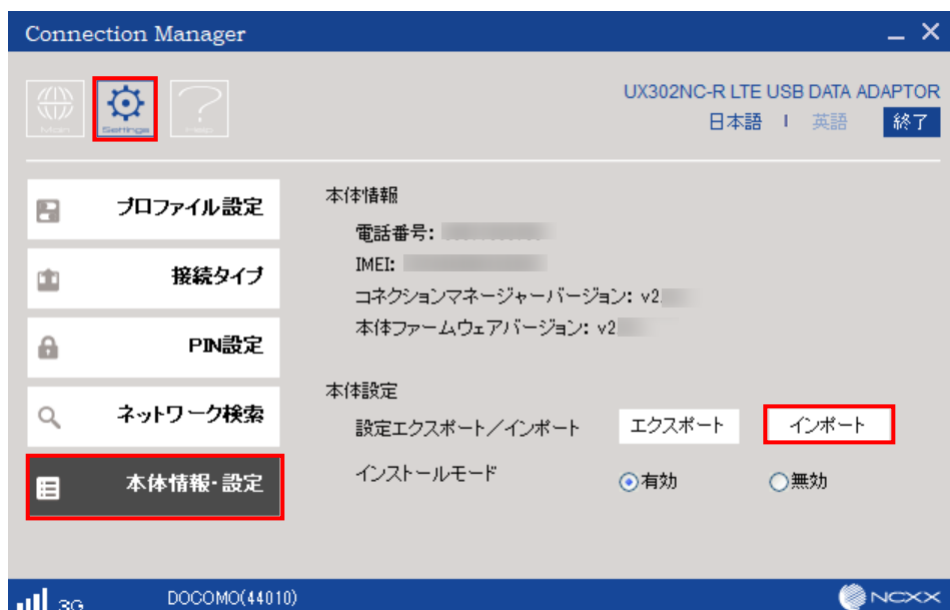 Connection Manager
Main
Settings
Help
UX302NC-R LTE USB DATA ADAPTOR
日本語 | 英語 終了
プロファイル設定
接続タイプ
PIN設定
ネットワーク検索
本体情報・設定
本体情報
電話番号:
IMEI:
コネクションマネージャーバージョン: v2.
本体ファームウェアバージョン: v2
本体設定
設定エクスポート／インポート エクスポート インポート
インストールモード 有効 無効
3G DOCOMO(44010) NCXX